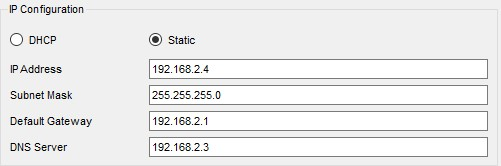 IP Configuration
DHCP Static
IP Address 192.168.2.4
Subnet Mask 255.255.255.0
Default Gateway 192.168.2.1
DNS Server 192.168.2.3